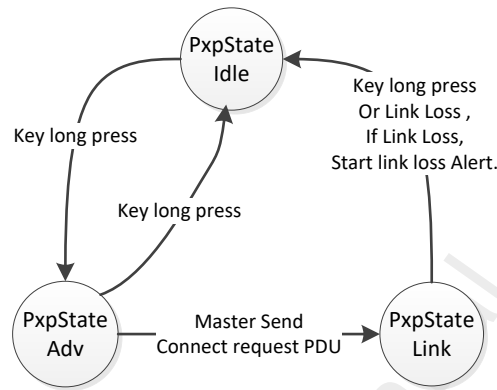 PxpState
Idle
Key long press
Or Link Loss ,
If Link Loss,
Start link loss Alert.
Key long press
Key long press
PxpState
Adv
Master Send
Connect request PDU
PxpState
Link